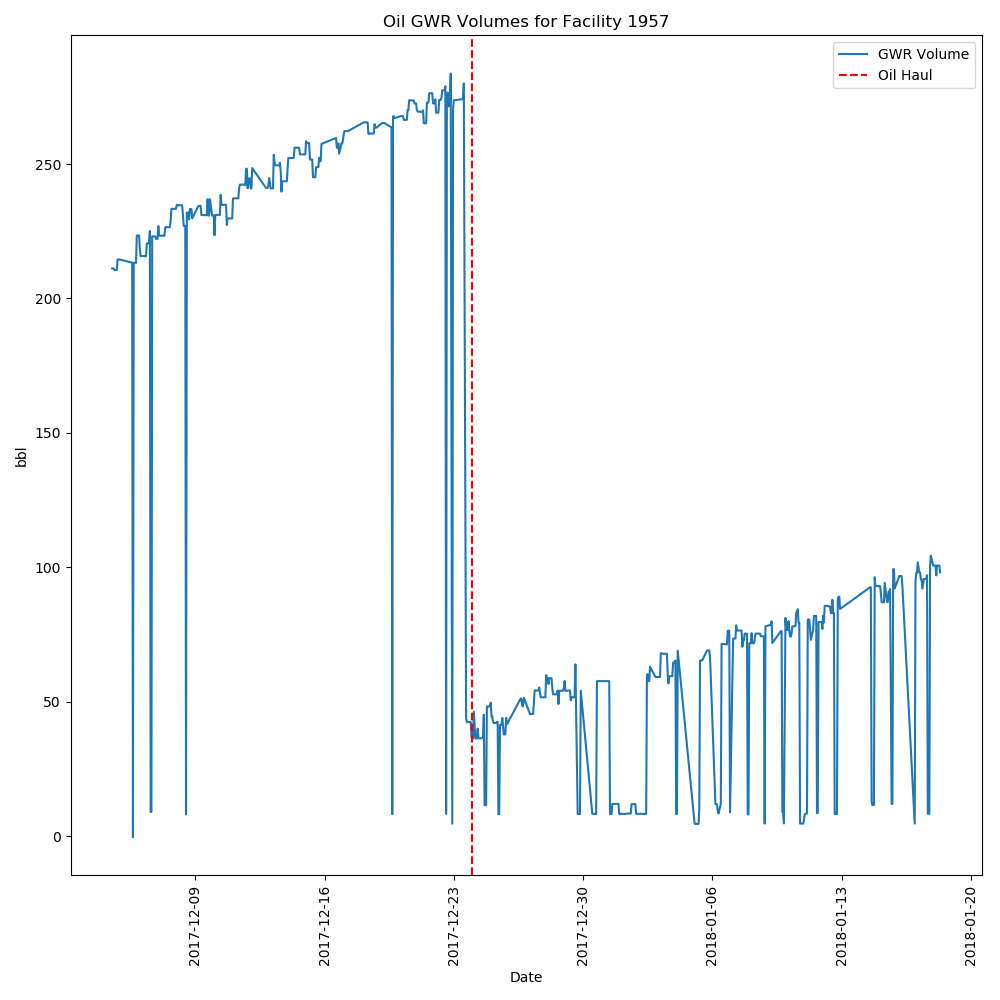 Oil GWR Volumes for Facility 1957
GWR Volume
Oil Haul
bbl
250
200
150
100
50
0
2017-12-09
2017-12-16
2017-12-23
2017-12-30
2018-01-06
2018-01-13
2018-01-20
Date